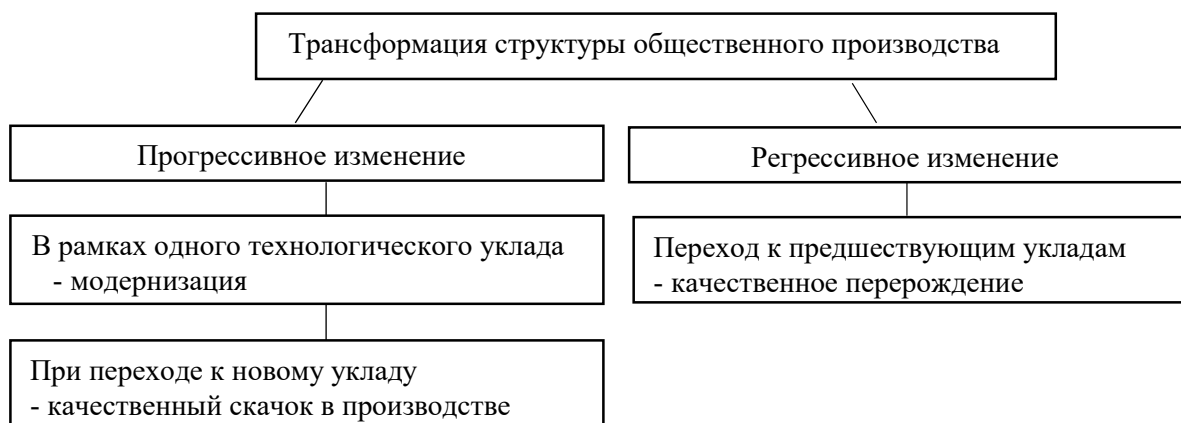 Трансформация структуры общественного производства
Прогрессивное изменение
В рамках одного технологического уклада
- модернизация
При переходе к новому укладу
- качественный скачок в производстве
Регрессивное изменение
Переход к предшествующим укладам
- качественное перерождение